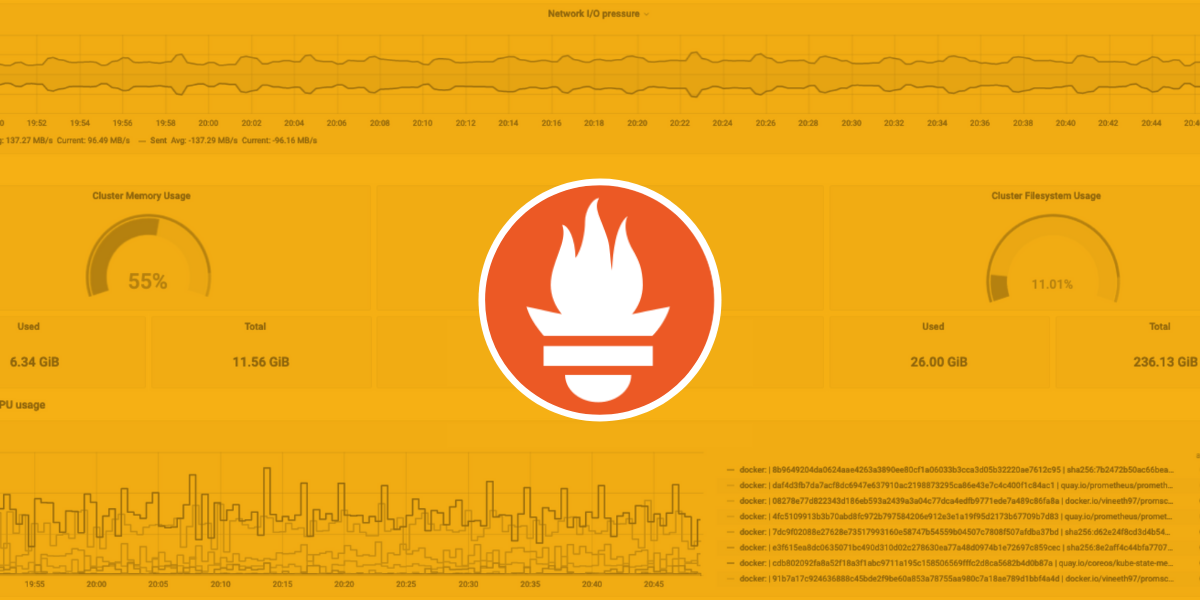 Network I/O pressure
19:52 19:54 19:56 19:58 20:00 20:02 20:04 20:06 20:08 20:10 20:12 20:14 20:16 20:18 20:20 20:22 20:24 20:26 20:28 20:30 20:32 20:34 20:36 20:38 20:40 20:42 20:44
137.27 MB/s Current: 96.49 MB/s — Sent Avg: -137.29 MB/s Current: -96.16 MB/s
Cluster Memory Usage
Cluster Filesystem Usage
55%
11.01%
Used Total Used Total
6.34 GiB 11.56 GiB 26.00 GiB 236.13 GiB
PU usage
docker: | 8b9649204da0624aae4263a3890ee80cf1a06033b3cca3d05b32220ae7612c95 | sha256:7b2472b50ac66bea...
docker: | daf4d3fb7da7acf8dc6947e637910ac2198873295ca86e43e7c4c400f1c84ac1 | quay.io/prometheus/prometh...
docker: | 08278e77d822343d186eb593a2439a3a04c77dca4edfb9771ede7a489c86fa8a | docker.io/vineeth97/promsc...
docker: | 4fc5109913b3b70abd8fc972b797584206e912e3e1a19f95d2173b67709b7d83 | quay.io/prometheus/promet...
docker: | 7dc9f02088e27628e73517993160e58747b54559b04507c7808f507afdba37bd | sha256:d62e24f8cd3d4b54...
docker: | e3f615ea8dc0635071bc490d310d02c278630ea77a48d0974b1e72697c859cec | sha256:8e2aff4c44bfa7707...
docker: | cdb802092fa8a52f18a3f1abc9711a195c158506569fffc2d8ca5682b4d0b87a | quay.io/coreos/kube-state-me...
docker: | 91b7a17c924636888c45bde2f9be60a853a78755aa980c7a18ae789d1bbf4a4d | docker.io/vineeth97/promsc...
19:55 20:00 20:05 20:10 20:15 20:20 20:25 20:30 20:35 20:40 20:45